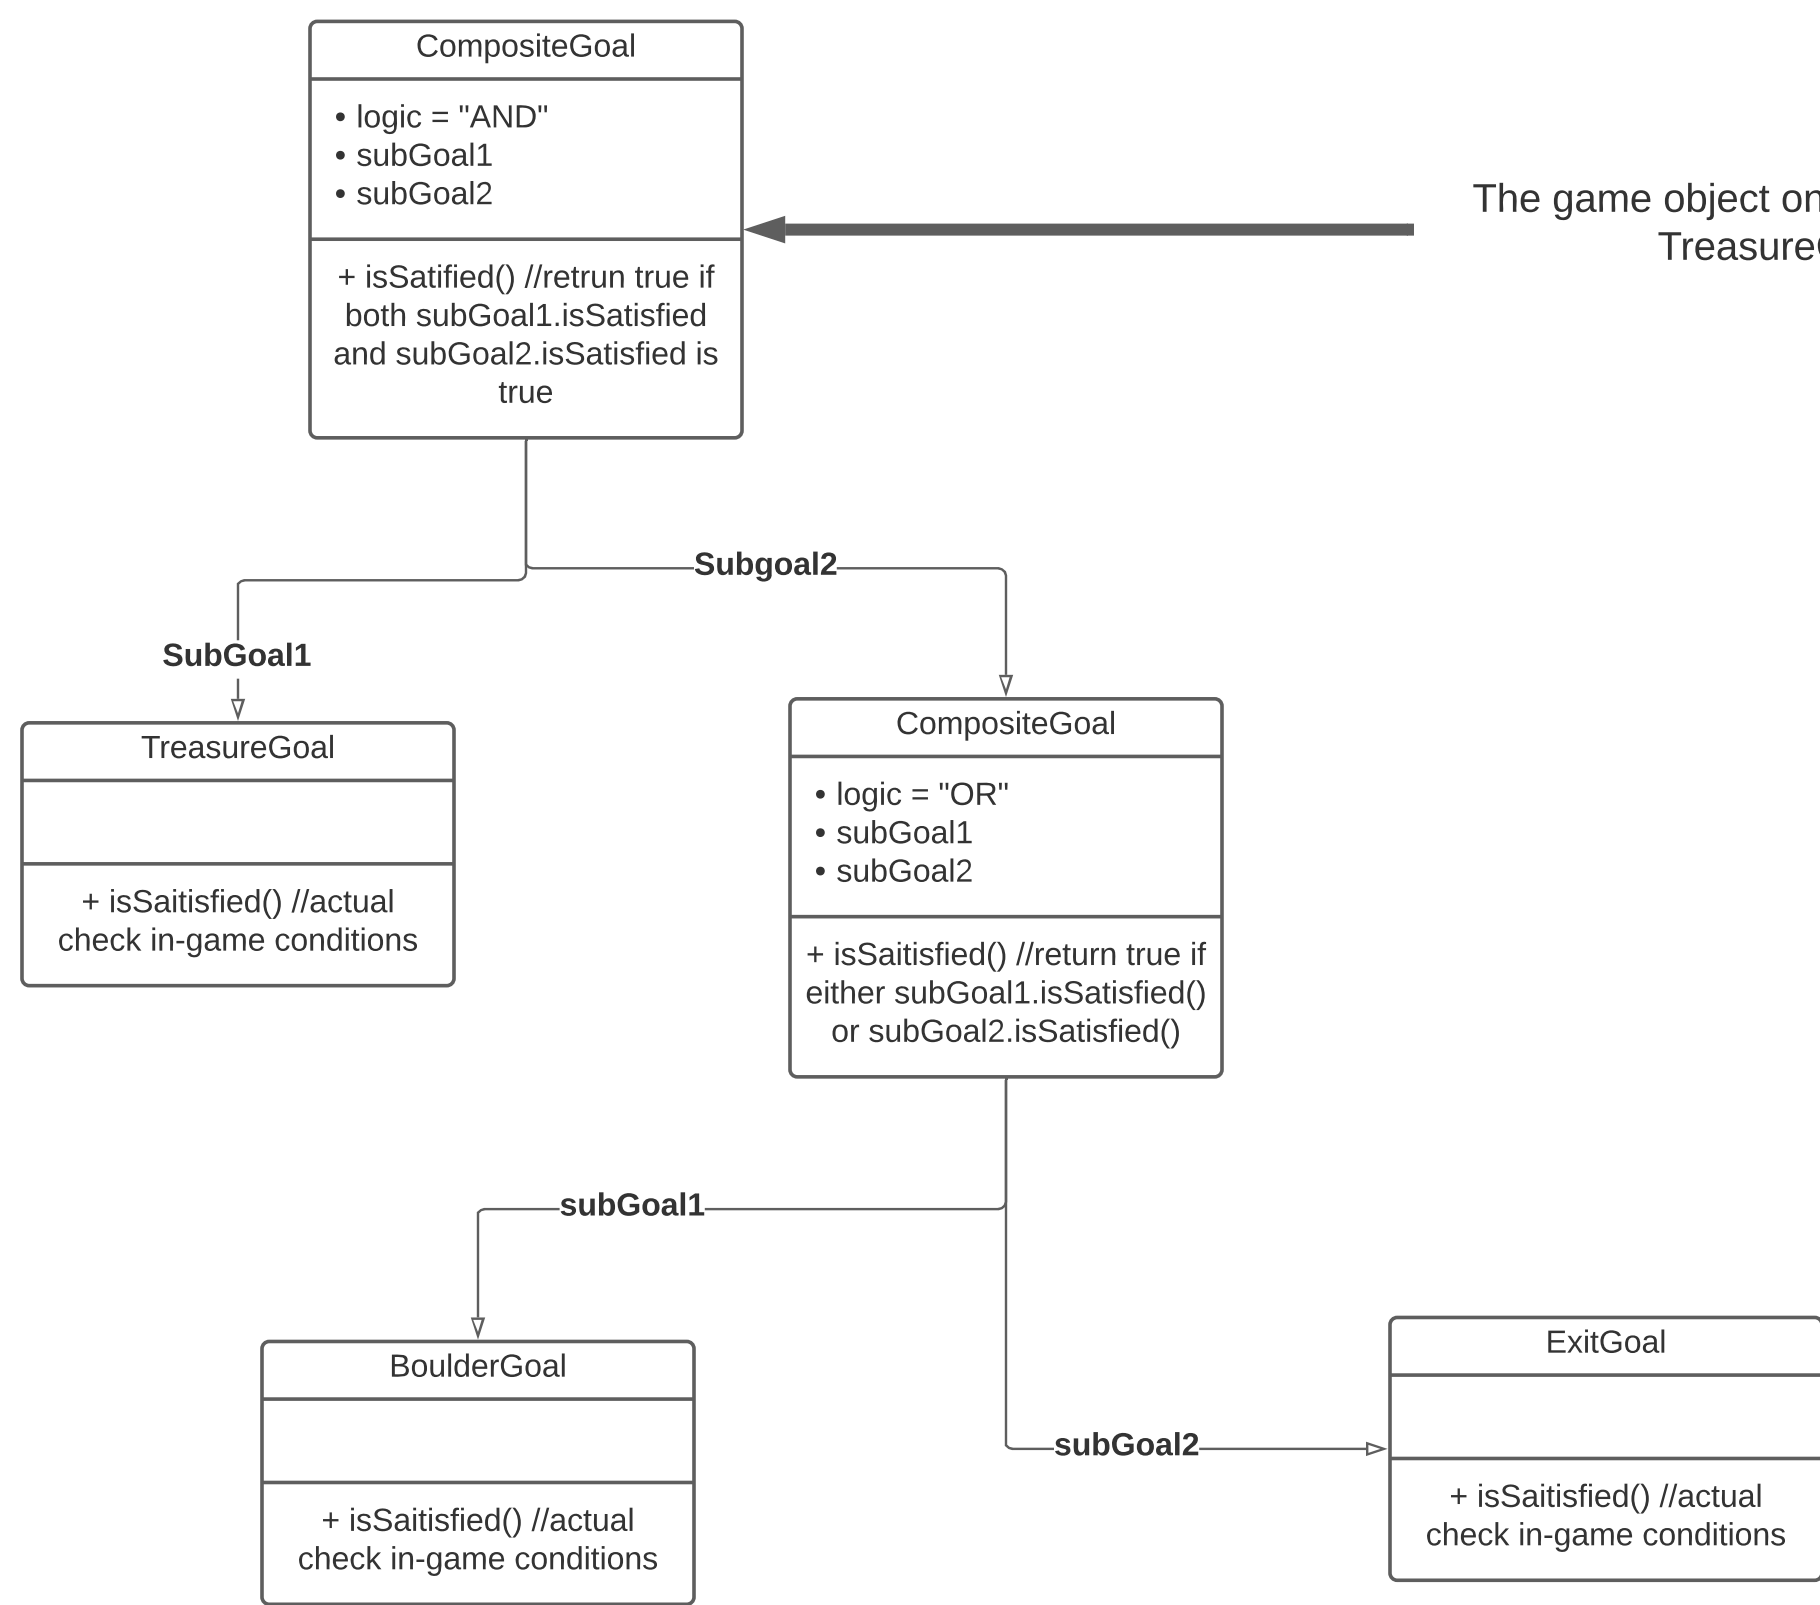 CompositeGoal
• logic = "AND"
• subGoal1
• subGoal2
+ isSatified() //retrun true if
both subGoal1.isSatisfied
and subGoal2.isSatisfied is
true
The game object
Subgoal2
SubGoal1
TreasureGoal
+ isSaitisfied() //actual
check in-game conditions
CompositeGoal
• logic = "OR"
• subGoal1
• subGoal2
+ isSaitisfied() //return true if
either subGoal1.isSatisfied()
or subGoal2.isSatisfied()
subGoal1
BoulderGoal
+ isSaitisfied() //actual
check in-game conditions
subGoal2
ExitGoal
+ isSaitisfied() //actual
check in-game conditions